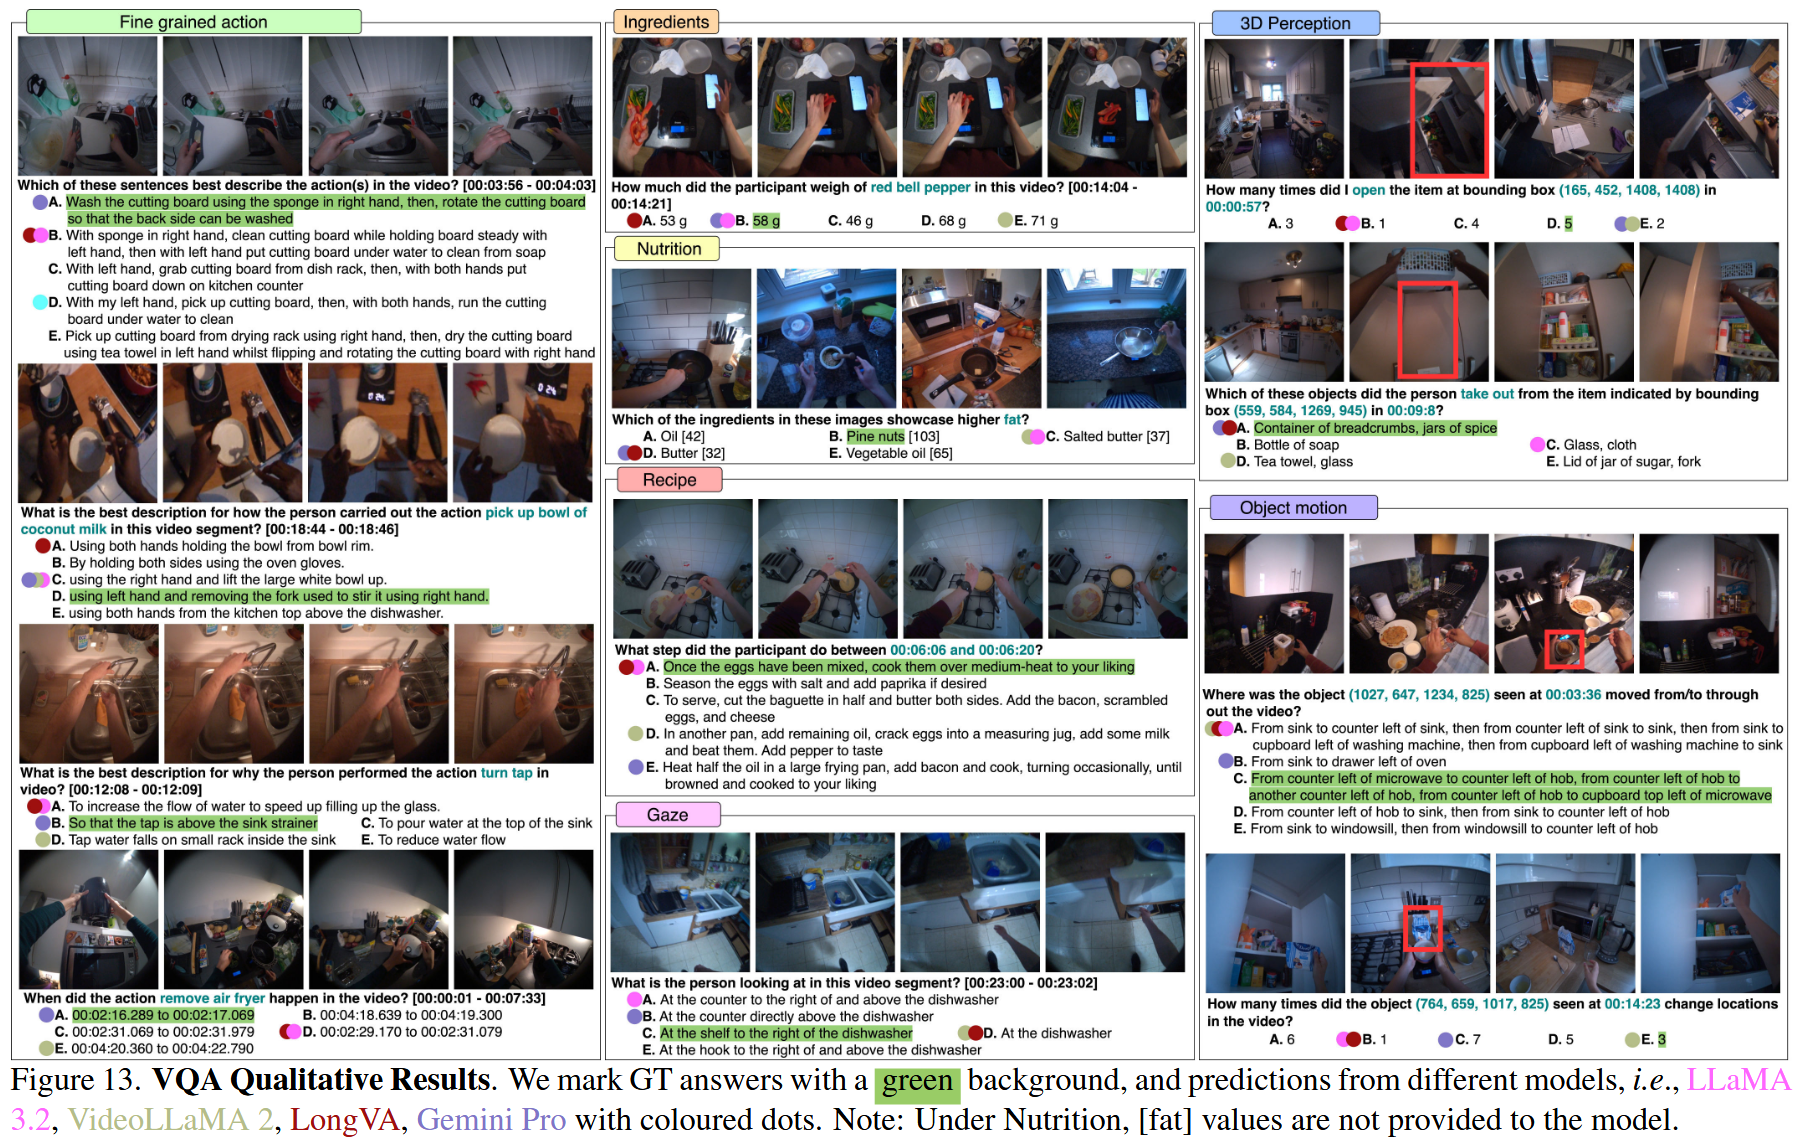 Fine grained action
Which of these sentences best describe the action(s) in the video? [00:03:56 - 00:04:03]
A. Wash the cutting board using the sponge in right hand, then, rotate the cutting board
so that the back side can be washed
B. With sponge in right hand, clean cutting board while holding board steady with
left hand, then with left hand put cutting board under water to clean from soap
C. With left hand, grab cutting board from dish rack, then, with both hands put
cutting board down on kitchen counter
D. With my left hand, pick up cutting board, then, with both hands, run the cutting
board under water to clean
E. Pick up cutting board from drying rack using right hand, then, dry the cutting board
using tea towel in left hand whilst flipping and rotating the cutting board with right hand
What is the best description for how the person carried out the action pick up bowl of
coconut milk in this video segment? [00:18:44 - 00:18:46]
A. Using both hands holding the bowl from bowl rim.
B. By holding both sides using the oven gloves.
C. using the right hand and lift the large white bowl up.
D. using left hand and removing the fork used to stir it using right hand.
E. using both hands from the kitchen top above the dishwasher.
What is the best description for why the person performed the action turn tap in
video? [00:12:08 - 00:12:09]
A. To increase the flow of water to speed up filling up the glass.
B. So that the tap is above the sink strainer C. To pour water at the top of the sink
D. Tap water falls on small rack inside the sink E. To reduce water flow
When did the action remove air fryer happen in the video? [00:00:01 - 00:07:33]
A. 00:02:16.289 to 00:02:17.069 B. 00:04:18.639 to 00:04:19.300
C. 00:02:31.069 to 00:02:31.979 D. 00:02:29.170 to 00:02:31.079
E. 00:04:20.360 to 00:04:22.790
Ingredients
How much did the participant weigh of red bell pepper in this video? [00:14:04 -
00:14:21]
A. 53 g B. 58 g C. 46 g D. 68 g E. 71 g
Nutrition
Which of the ingredients in these images showcase higher fat?
A. Oil [42] B. Pine nuts [103] C. Salted butter [37]
D. Butter [32] E. Vegetable oil [65]
Recipe
What step did the participant do between 00:06:06 and 00:06:20?
A. Once the eggs have been mixed, cook them over medium-heat to your liking
B. Season the eggs with salt and add paprika if desired
C. To serve, cut the baguette in half and butter both sides. Add the bacon, scrambled
eggs, and cheese
D. In another pan, add remaining oil, crack eggs into a measuring jug, add some milk
and beat them. Add pepper to taste
E. Heat half the oil in a large frying pan, add bacon and cook, turning occasionally, until
browned and cooked to your liking
Gaze
What is the person looking at in this video segment? [00:23:00 - 00:23:02]
A. At the counter to the right of and above the dishwasher
B. At the counter directly above the dishwasher
C. At the shelf to the right of the dishwasher D. At the dishwasher
E. At the hook to the right of and above the dishwasher
3D Perception
How many times did I open the item at bounding box (165, 452, 1408, 1408) in
00:00:57?
A. 3 B. 1 C. 4 D. 5 E. 2
Which of these objects did the person take out from the item indicated by bounding
box (559, 584, 1269, 945) in 00:09:8?
A. Container of breadcrumbs, jars of spice
B. Bottle of soap C. Glass, cloth
D. Tea towel, glass E. Lid of jar of sugar, fork
Object motion
Where was the object (1027, 647, 1234, 825) seen at 00:03:36 moved from/to through
out the video?
A. From sink to counter left of sink, then from counter left of sink to sink, then from sink to
cupboard left of washing machine, then from cupboard left of washing machine to sink
B. From sink to drawer left of oven
C. From counter left of microwave to counter left of hob, from counter left of hob to
another counter left of hob, from counter left of hob to cupboard top left of microwave
D. From counter left of hob to sink, then from sink to counter left of hob
E. From sink to windowsill, then from windowsill to counter left of hob
How many times did the object (764, 659, 1017, 825) seen at 00:14:23 change locations
in the video?
A. 6 B. 1 C. 7 D. 5 E. 3
Figure 13. VQA Qualitative Results. We mark GT answers with a green background, and predictions from different models, i.e., LLaMA
3.2, VideoLLaMA 2, LongVA, Gemini Pro with coloured dots. Note: Under Nutrition, [fat] values are not provided to the model.